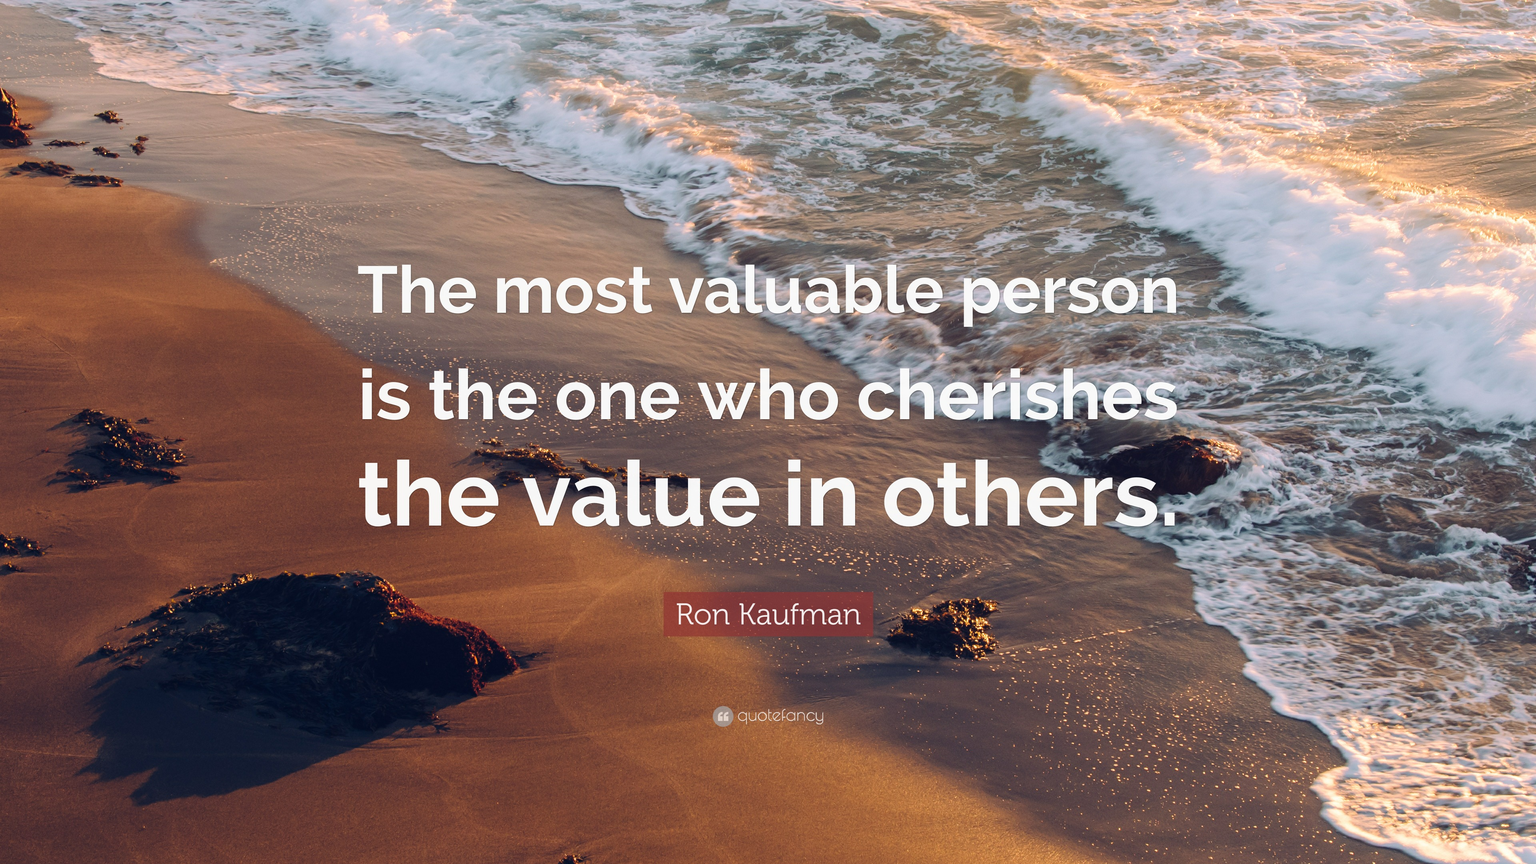 The most valuable person
is the one who cherishes
the value in others.
Ron Kaufman
quotefancy